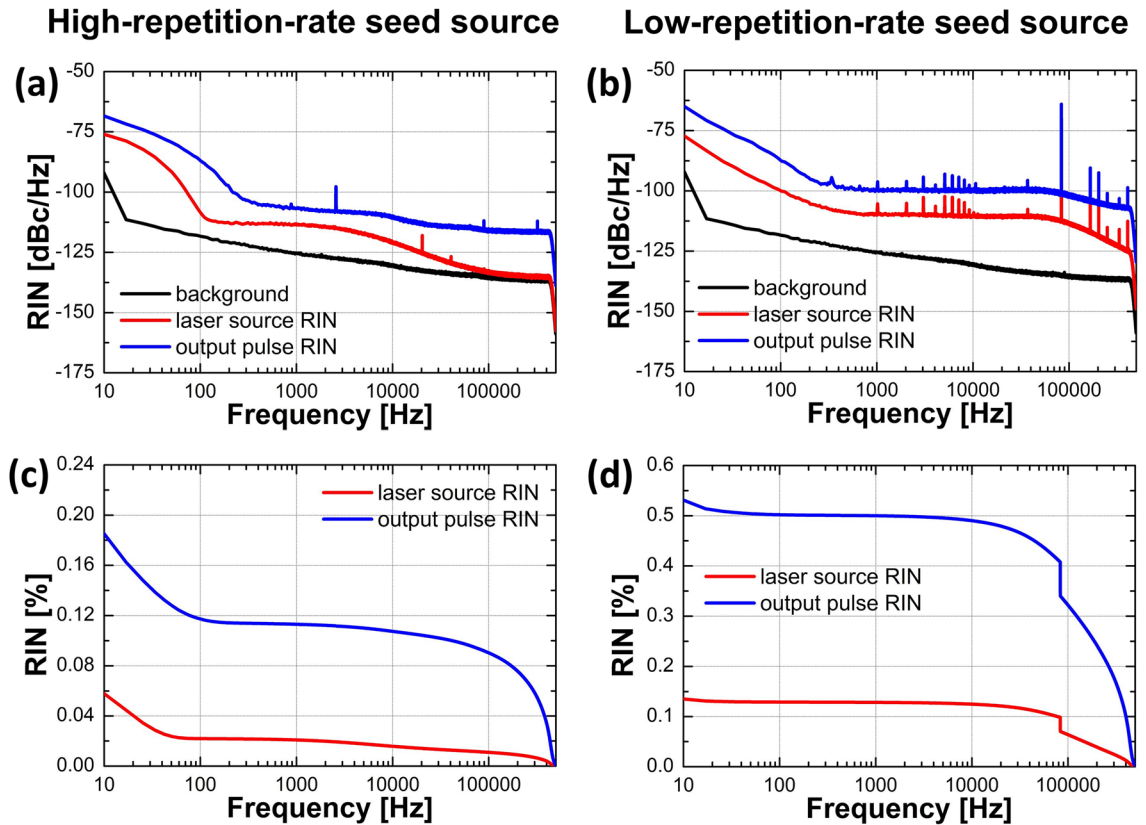 High-repetition-rate seed source
Low-repetition-rate seed source
(a)
-50
-75
-100
-125
-150
-175
RIN [dBc/Hz]
background
laser source RIN
output pulse RIN
10
100
1000
10000
100000
Frequency [Hz]
(b)
-50
-75
-100
-125
-150
-175
RIN [dBc/Hz]
background
laser source RIN
output pulse RIN
10
100
1000
10000
100000
Frequency [Hz]
(c)
0.24
0.20
0.16
0.12
0.08
0.04
0.00
RIN [%]
laser source RIN
output pulse RIN
10
100
1000
10000
100000
Frequency [Hz]
(d)
0.6
0.5
0.4
0.3
0.2
0.1
0.0
RIN [%]
laser source RIN
output pulse RIN
10
100
1000
10000
100000
Frequency [Hz]